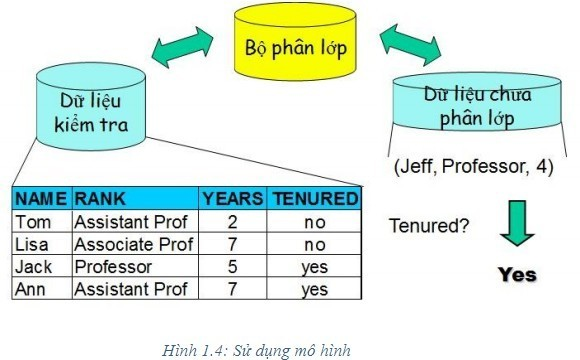 Bộ phân lớp
Dữ liệu
kiểm tra
Dữ liệu chưa
phân lớp
(Jeff, Professor, 4)
NAME RANK YEARS TENURED
Tom Assistant Prof 2 no
Lisa Associate Prof 7 no
Jack Professor 5 yes
Ann Assistant Prof 7 yes
Tenured?
Yes
Hình 1.4: Sử dụng mô hình